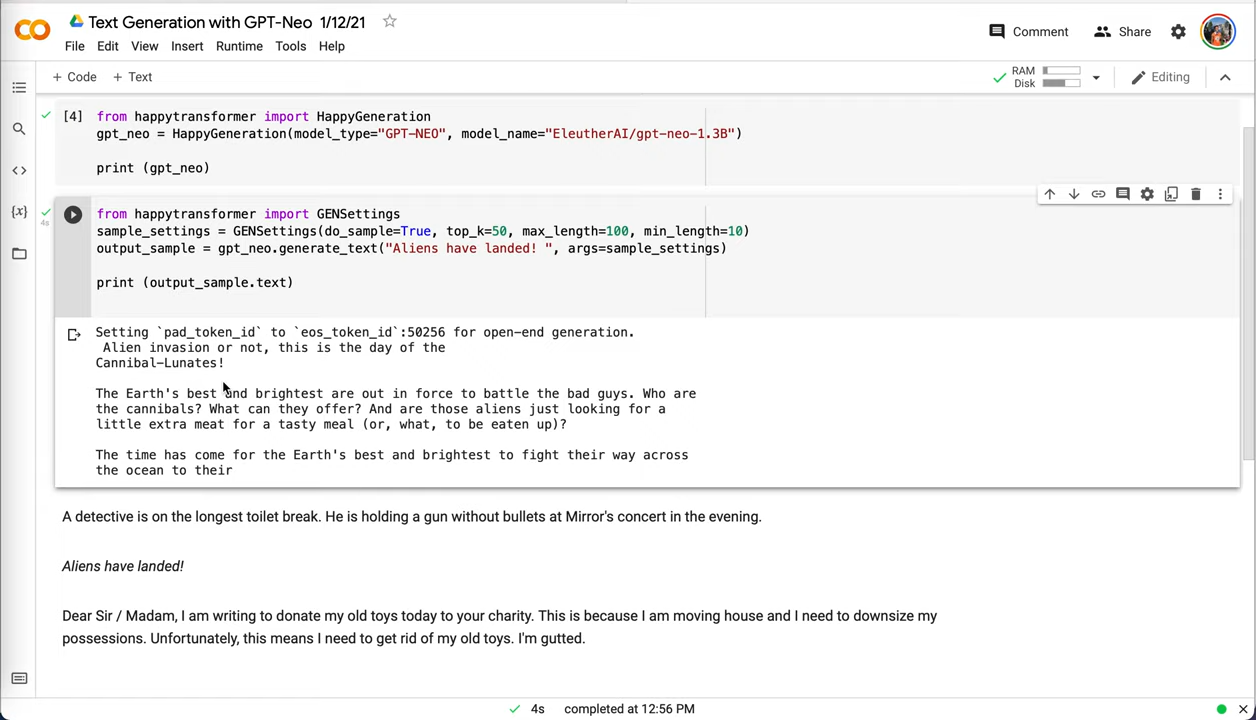 Text Generation with GPT-Neo 1/12/21
Comment
Share
File Edit View Insert Runtime Tools Help
+ Code + Text
RAM
Disk
Editing
[4] from happytransformer import HappyGeneration
gpt_neo = HappyGeneration(model_type="GPT-NEO", model_name="EleutherAI/gpt-neo-1.3B")
print (gpt_neo)
{x}
4s
from happytransformer import GENSettings
sample_settings = GENSettings(do_sample=True, top_k=50, max_length=100, min_length=10)
output_sample = gpt_neo.generate_text("Aliens have landed! ", args=sample_settings)
print (output_sample.text)
Setting `pad_token_id` to `eos_token_id`:50256 for open-end generation.
Alien invasion or not, this is the day of the
Cannibal-Lunates!
The Earth's best and brightest are out in force to battle the bad guys. Who are
the cannibals? What can they offer? And are those aliens just looking for a
little extra meat for a tasty meal (or, what, to be eaten up)?
The time has come for the Earth's best and brightest to fight their way across
the ocean to their
A detective is on the longest toilet break. He is holding a gun without bullets at Mirror's concert in the evening.
Aliens have landed!
Dear Sir / Madam, I am writing to donate my old toys today to your charity. This is because I am moving house and I need to downsize my
possessions. Unfortunately, this means I need to get rid of my old toys. I'm gutted.
4s completed at 12:56 PM